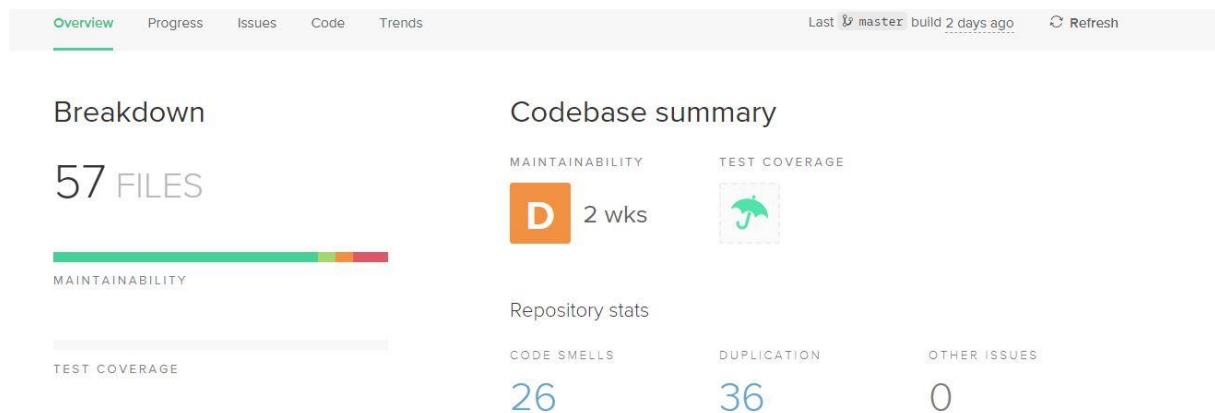 Overview Progress Issues Code Trends Last master build 2 days ago Refresh
Breakdown
57 FILES
MAINTAINABILITY
TEST COVERAGE
Codebase summary
MAINTAINABILITY TEST COVERAGE
D 2 wks
Repository stats
CODE SMELLS DUPLICATION OTHER ISSUES
26 36 0